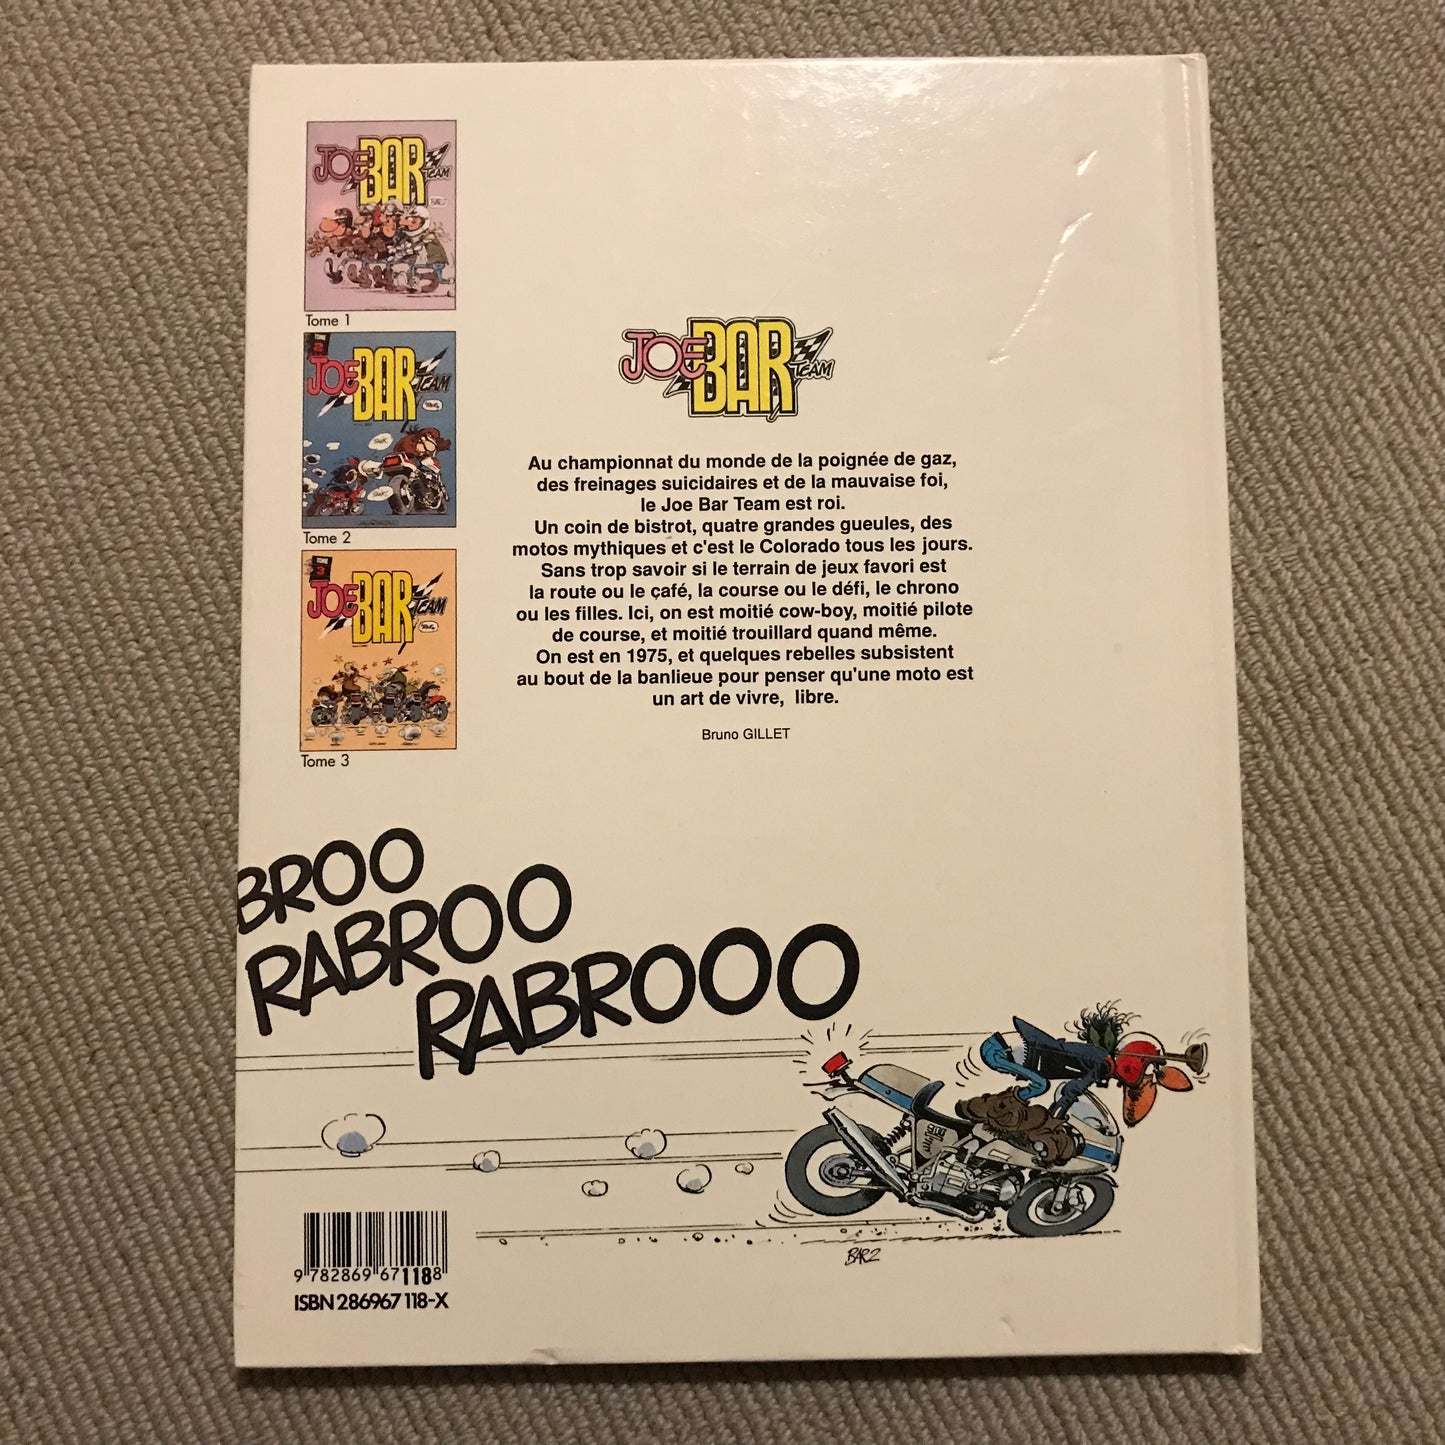 JOE BAR TEAM
BAR2
Tome 1
TOME
2
JOE BAR TEAM
Tome 2
TOME
3
JOE BAR TEAM
Tome 3
JOE BAR TEAM
Au championnat du monde de la poignée de gaz,
des freinages suicidaires et de la mauvaise foi,
le Joe Bar Team est roi.
Un coin de bistrot, quatre grandes gueules, des
motos mythiques et c'est le Colorado tous les jours.
Sans trop savoir si le terrain de jeux favori est
la route ou le çafé, la course ou le défi, le chrono
ou les filles. Ici, on est moitié cow-boy, moitié pilote
de course, et moitié trouillard quand même.
On est en 1975, et quelques rebelles subsistent
au bout de la banlieue pour penser qu'une moto est
un art de vivre, libre.
Bruno GILLET
BROO
RABROO
RABROOO
BAR2
9 782869 671188
ISBN 286967 118-X